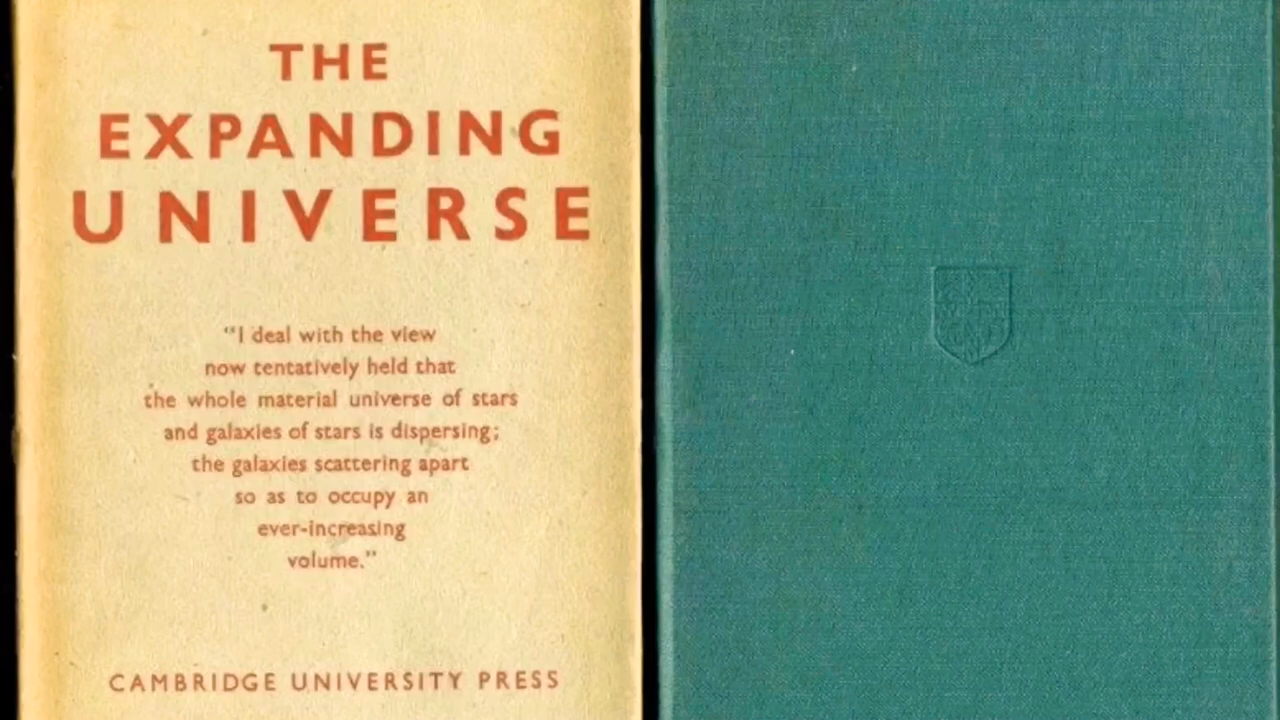 THE
EXPANDING
UNIVERSE
“I deal with the view
now tentatively held that
the whole material universe of stars
and galaxies of stars is dispersing;
the galaxies scattering apart
so as to occupy an
ever-increasing
volume.”
CAMBRIDGE UNIVERSITY PRESS